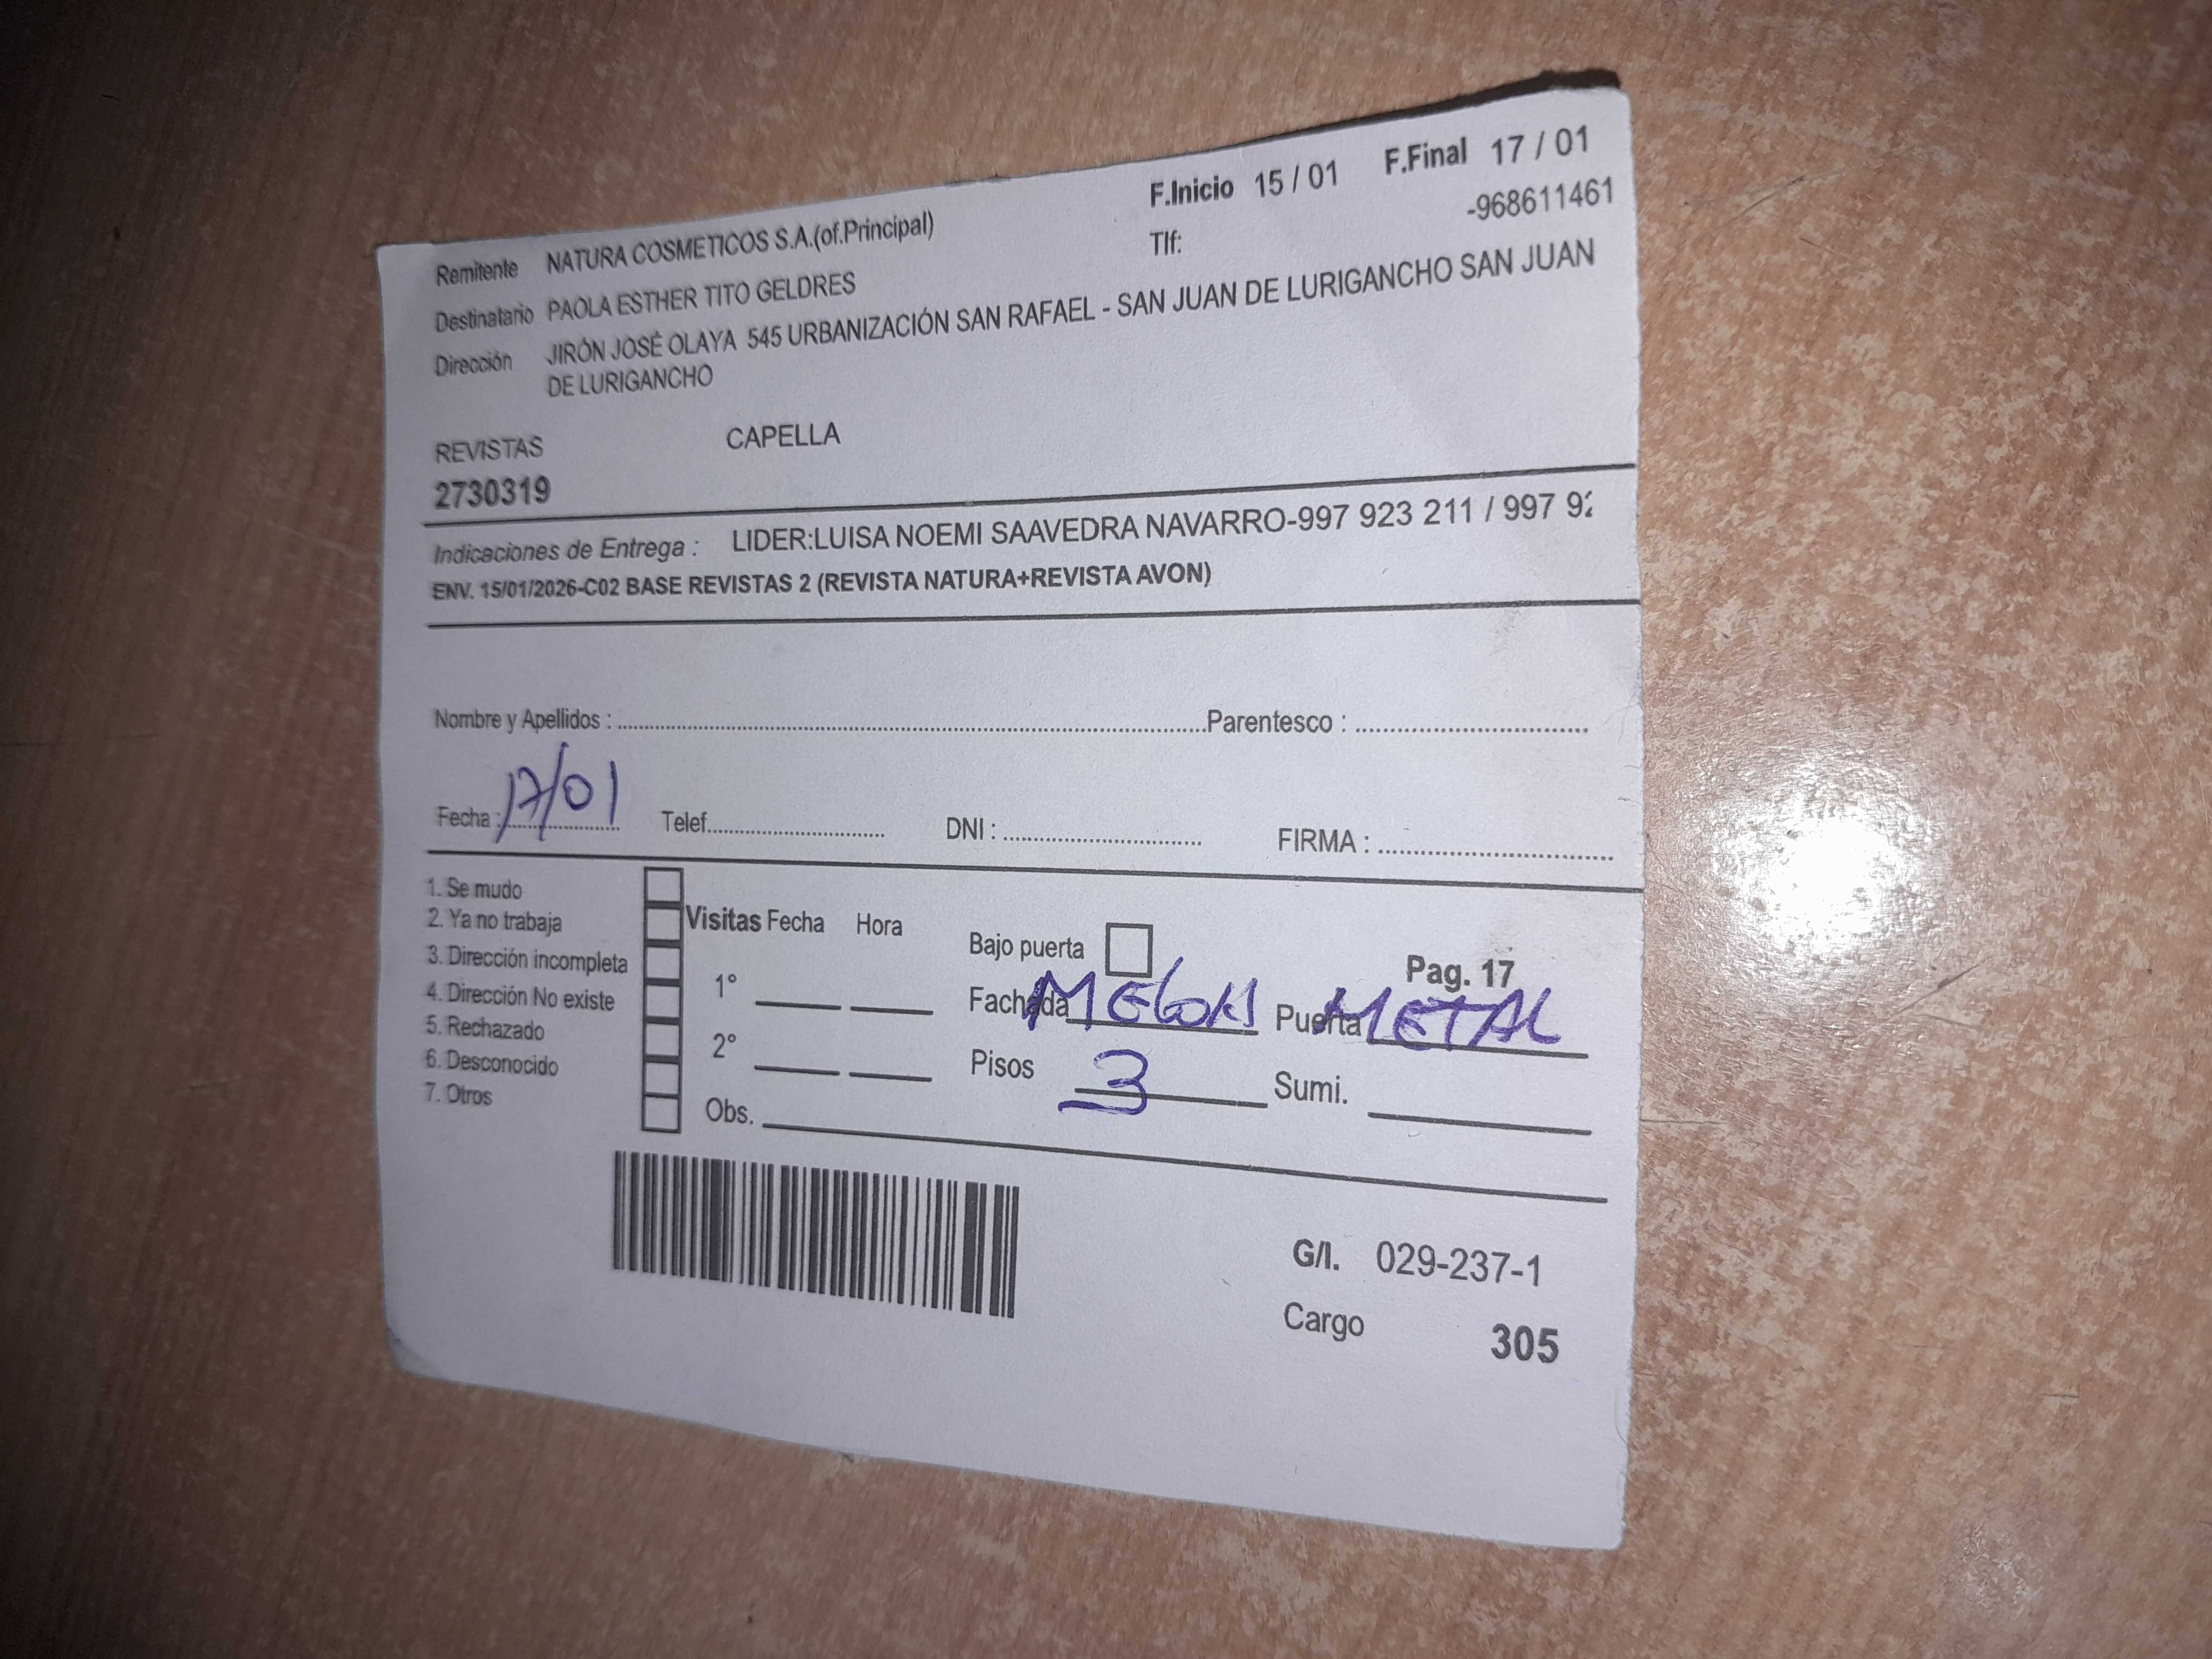 F.Inicio 15 / 01 F.Final 17 / 01
Remitente NATURA COSMETICOS S.A.(of.Principal) Tlf: -968611461
Destinatario PAOLA ESTHER TITO GELDRES
Dirección JIRÓN JOSÉ OLAYA 545 URBANIZACIÓN SAN RAFAEL - SAN JUAN DE LURIGANCHO SAN JUAN
DE LURIGANCHO
REVISTAS CAPELLA
2730319
Indicaciones de Entrega : LIDER:LUISA NOEMI SAAVEDRA NAVARRO-997 923 211 / 997 92
ENV. 15/01/2026-C02 BASE REVISTAS 2 (REVISTA NATURA+REVISTA AVON)
Nombre y Apellidos : Parentesco :
Fecha : 17/01 Telef. DNI : FIRMA :
1. Se mudo
2. Ya no trabaja Visitas Fecha Hora Bajo puerta Pag. 17
3. Dirección incompleta
4. Dirección No existe 1° Fachada Puerta METAL
5. Rechazado
6. Desconocido 2° Pisos 3 Sumi.
7. Otros Obs.
G/I. 029-237-1
Cargo 305